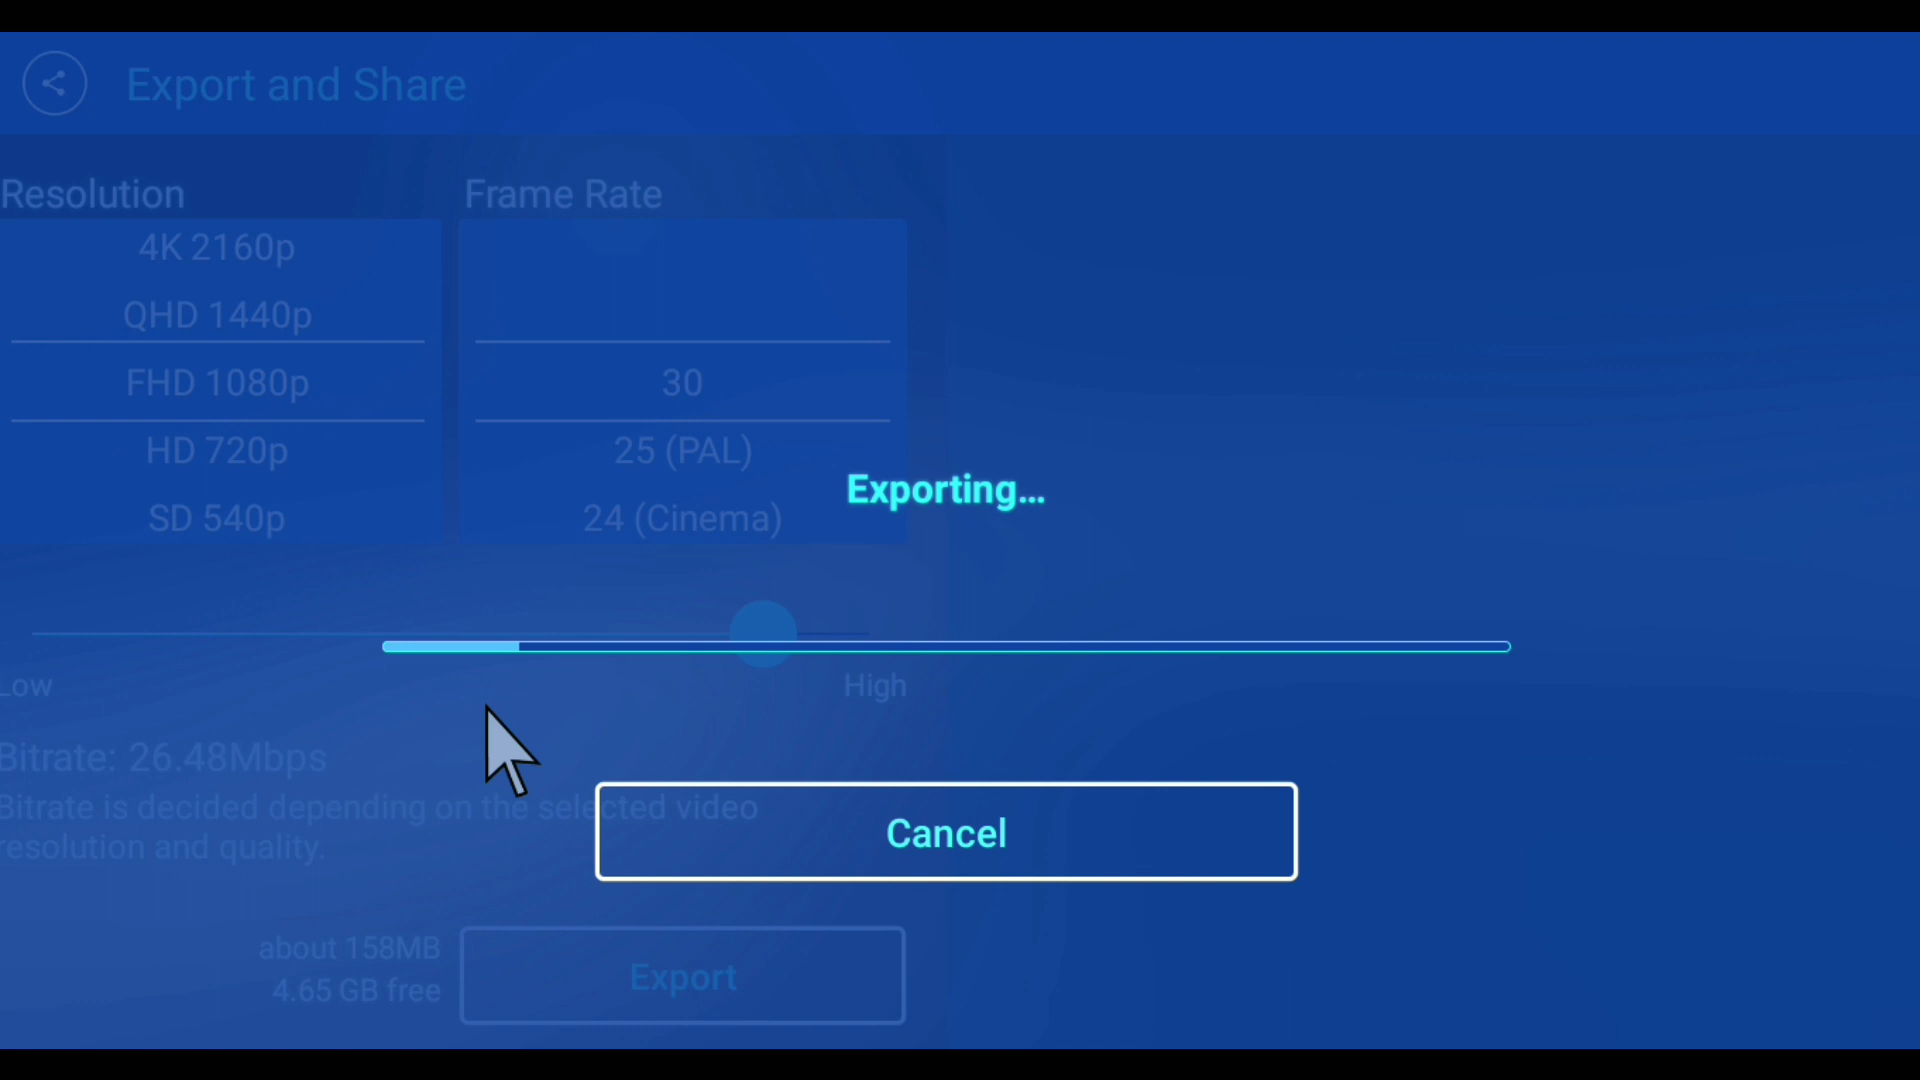 Export and Share
Resolution
Frame Rate
4K 2160p
QHD 1440p
FHD 1080p
30
HD 720p
25 (PAL)
SD 540p
24 (Cinema)
Exporting...
Low
High
Bitrate: 26.48Mbps
Bitrate is decided depending on the selected video
resolution and quality.
Cancel
about 158MB
4.65 GB free
Export